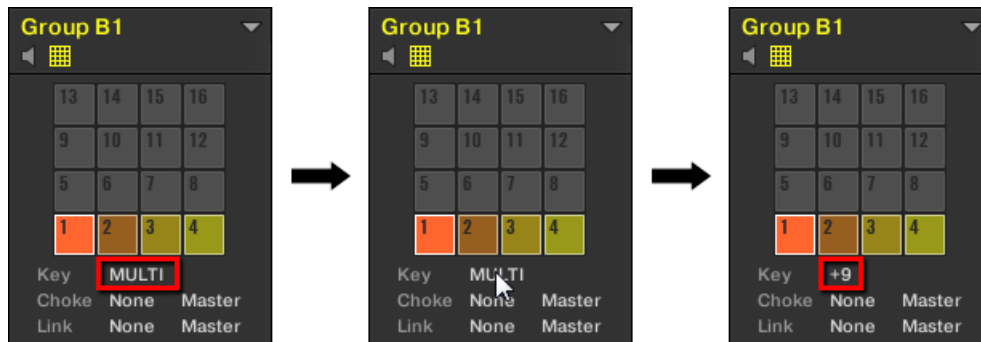 Group B1
13 14 15 16
9 10 11 12
5 6 7 8
1 2 3 4
Key MULTI
Choke None Master
Link None Master
Group B1
13 14 15 16
9 10 11 12
5 6 7 8
1 2 3 4
Key MULTI
Choke None Master
Link None Master
Group B1
13 14 15 16
9 10 11 12
5 6 7 8
1 2 3 4
Key +9
Choke None Master
Link None Master